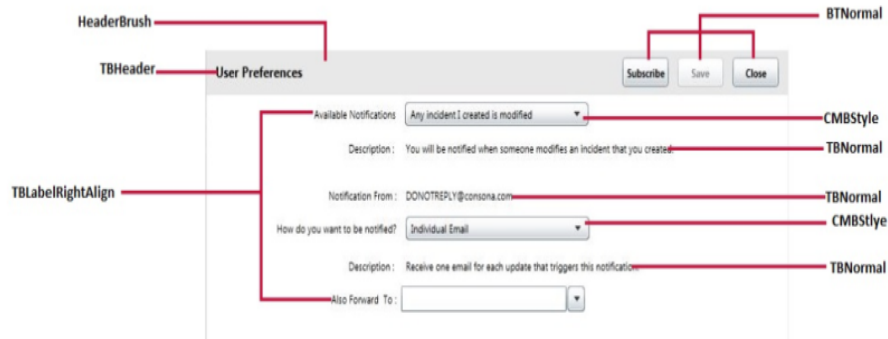 HeaderBrush
BTNormal
TBHeader
User Preferences
Subscribe
Save
Close
Available Notifications
Any incident I created is modified
CMBStyle
Description :
You will be notified when someone modifies an incident that you created.
TBNormal
TBLabelRightAlign
Notification From :
DONOTREPLY@consona.com
TBNormal
How do you want to be notified?
Individual Email
CMBStlye
Description :
Receive one email for each update that triggers this notification.
TBNormal
Also Forward To :